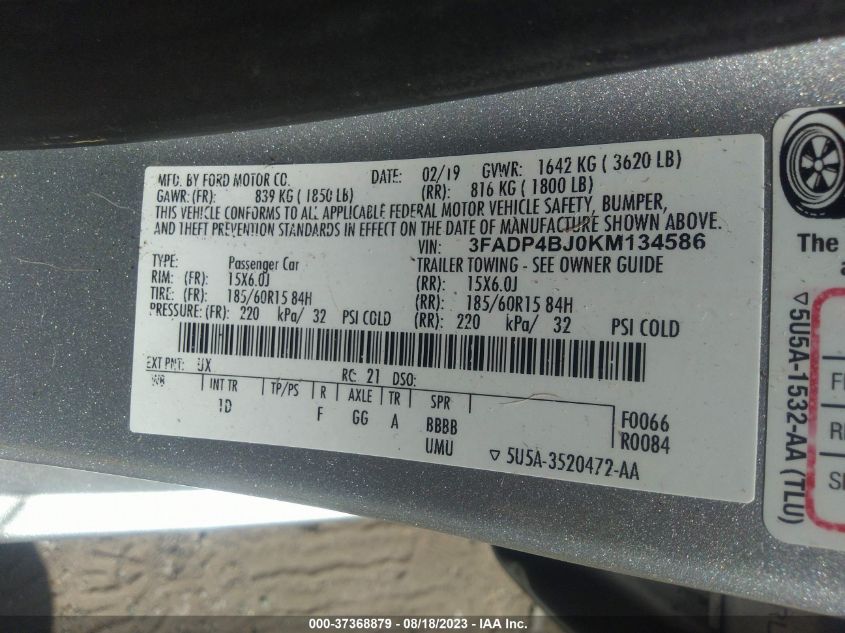 MFG. BY FORD MOTOR CO. DATE: 02/19 GVWR: 1642 KG ( 3620 LB)
GAWR: (FR): 839 KG ( 1850 LB) (RR): 816 KG ( 1800 LB)
THIS VEHICLE CONFORMS TO ALL APPLICABLE FEDERAL MOTOR VEHICLE SAFETY, BUMPER,
AND THEFT PREVENTION STANDARDS IN EFFECT ON THE DATE OF MANUFACTURE SHOWN ABOVE.
VIN: 3FADP4BJ0KM134586
TYPE: Passenger Car TRAILER TOWING - SEE OWNER GUIDE
RIM: (FR): 15X6.0J (RR): 15X6.0J
TIRE: (FR): 185/60R15 84H (RR): 185/60R15 84H
PRESSURE: (FR): 220 kPa/ 32 PSI COLD (RR): 220 kPa/ 32 PSI COLD
EXT PNT: UX RC: 21 DSO:
WB INT TR TP/PS R AXLE TR SPR
1D F GG A BBBB F0066
UMU R0084
▽ 5U5A-3520472-AA
The
▽5U5A-1532-AA (TLU)
000-37368879 - 08/18/2023 - IAA Inc.